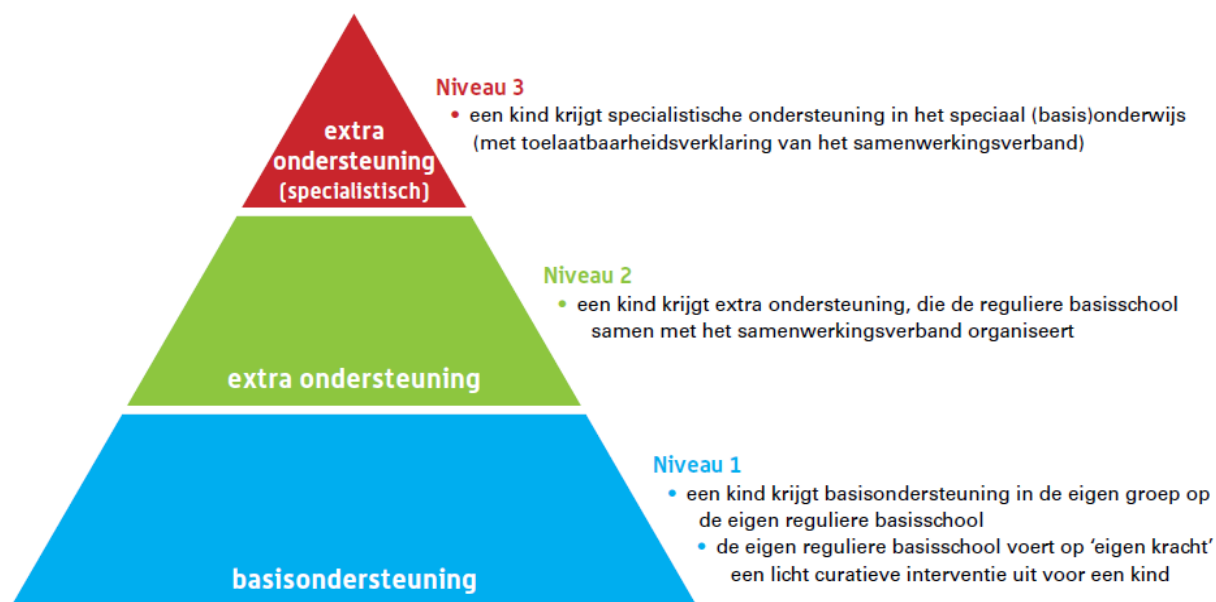 Niveau 3
• een kind krijgt specialistische ondersteuning in het speciaal (basis)onderwijs
(met toelaatbaarheidsverklaring van het samenwerkingsverband)
extra
ondersteuning
(specialistisch)
Niveau 2
• een kind krijgt extra ondersteuning, die de reguliere basisschool
samen met het samenwerkingsverband organiseert
extra ondersteuning
Niveau 1
• een kind krijgt basisondersteuning in de eigen groep op
de eigen reguliere basisschool
• de eigen reguliere basisschool voert op ‘eigen kracht’
een licht curatieve interventie uit voor een kind
basisondersteuning